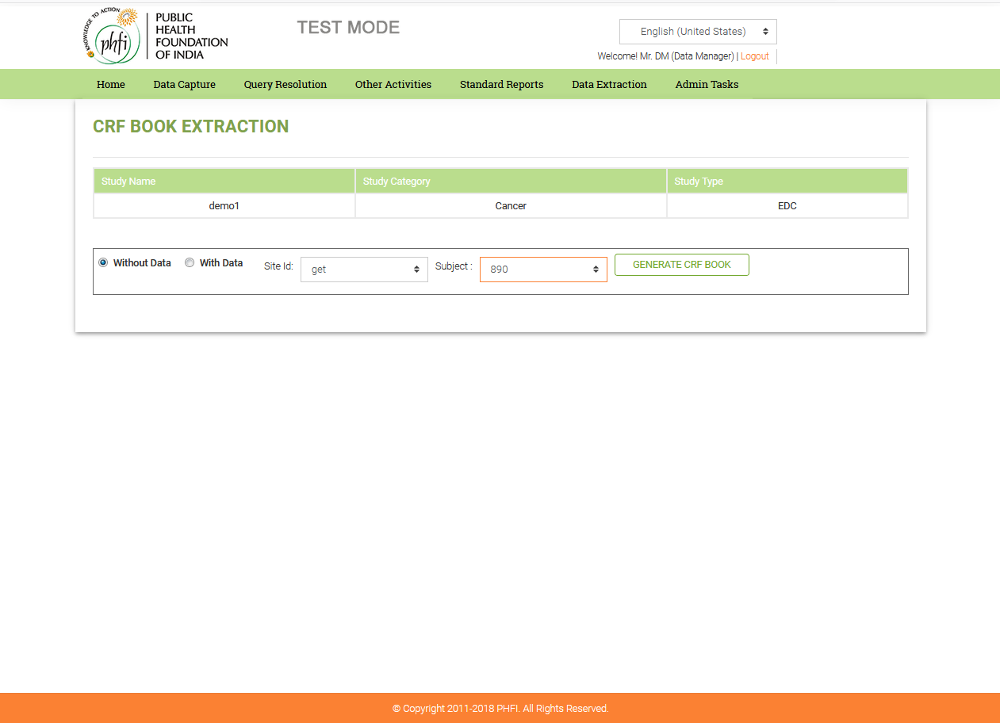 KNOWLEDGE TO ACTION
phfi
PUBLIC
HEALTH
FOUNDATION
OF INDIA
TEST MODE
English (United States)
Welcome! Mr. DM (Data Manager) | Logout
Home Data Capture Query Resolution Other Activities Standard Reports Data Extraction Admin Tasks
CRF BOOK EXTRACTION
Study Name Study Category Study Type
demo1 Cancer EDC
Without Data With Data Site Id: get Subject : 890 GENERATE CRF BOOK
© Copyright 2011-2018 PHFI. All Rights Reserved.